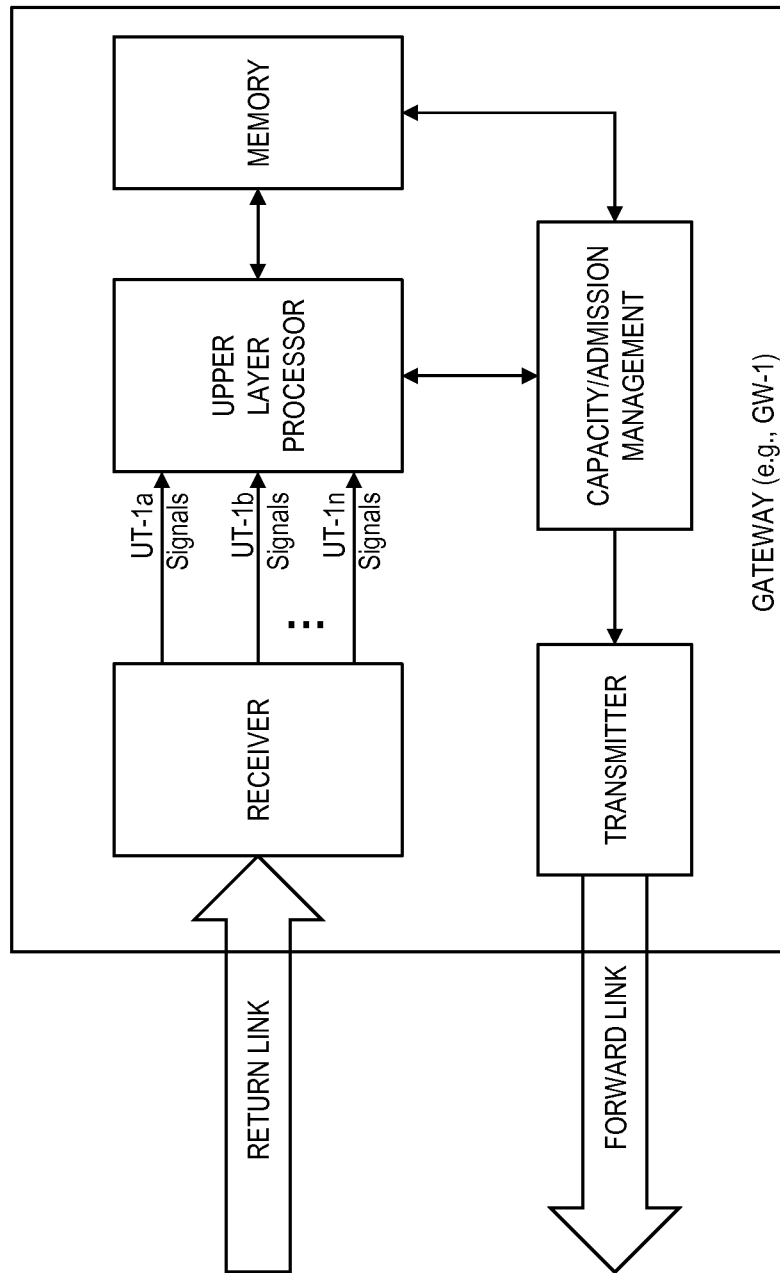 RETURN LINK
RECEIVER
UT-1a
Signals
UT-1b
Signals
...
UT-1n
Signals
UPPER
LAYER
PROCESSOR
MEMORY
FORWARD LINK
TRANSMITTER
CAPACITY/ADMISSION
MANAGEMENT
GATEWAY (e.g., GW-1)